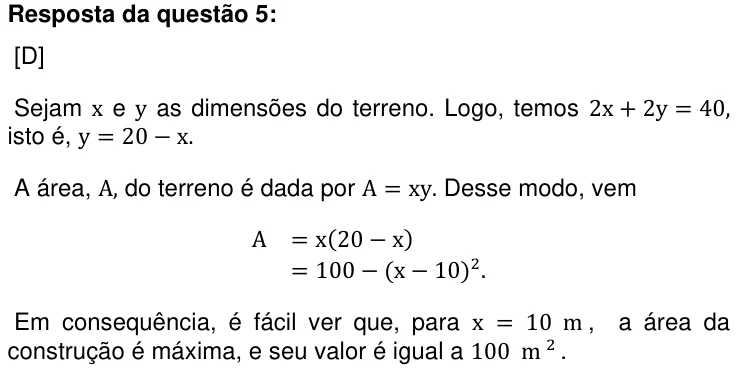 Resposta da questão 5:
[D]
Sejam x e y as dimensões do terreno. Logo, temos 2x + 2y = 40,
isto é, y = 20 − x.
A área, A, do terreno é dada por A = xy. Desse modo, vem
A = x(20 − x)
= 100 − (x − 10)².
Em consequência, é fácil ver que, para x = 10 m , a área da
construção é máxima, e seu valor é igual a 100 m ² .